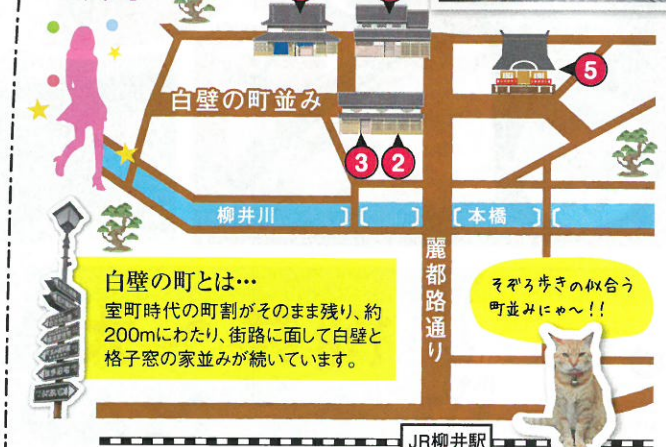 5
白壁の町並み
3
2
柳井川
本橋
麗都路通り
白壁の町とは…
室町時代の町割がそのまま残り、約
200mにわたり、街路に面して白壁と
格子窓の家並みが続いています。
そぞろ歩きの似合う
町並みにゃ〜!!
JR柳井駅